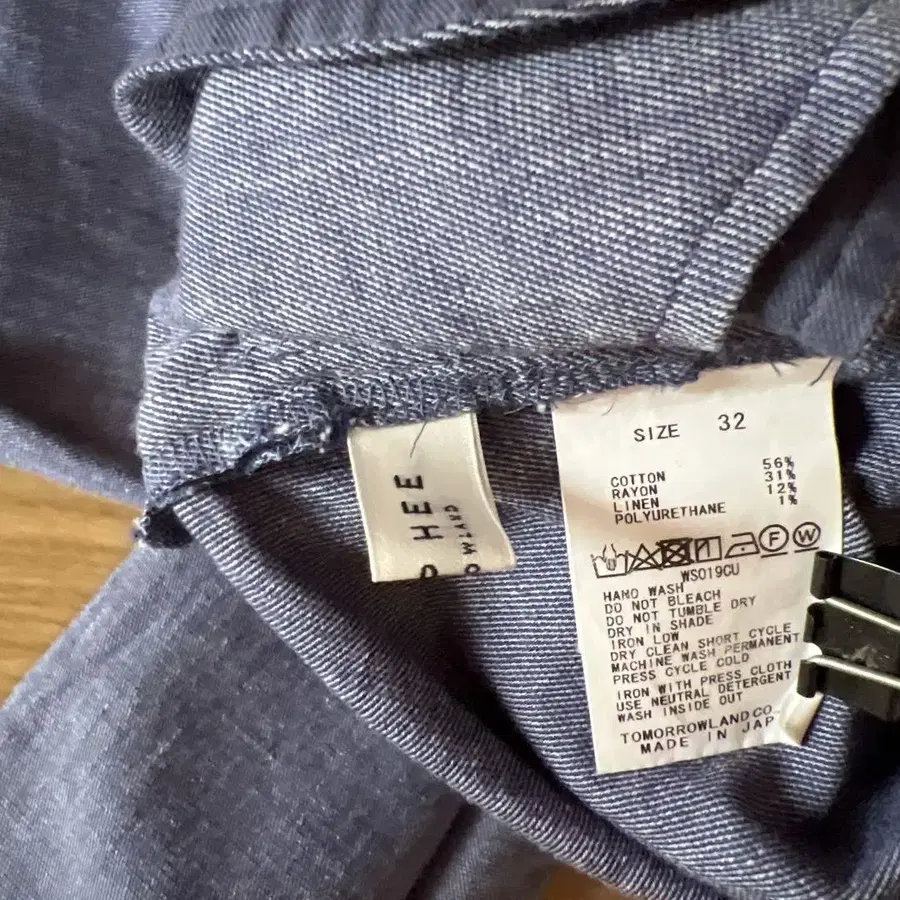 SIZE 32
COTTON 56%
RAYON 31%
LINEN 12%
POLYURETHANE 1%
F W
WS019CU
HAND WASH
DO NOT BLEACH
DO NOT TUMBLE DRY
DRY IN SHADE
IRON LOW
DRY CLEAN SHORT CYCLE
MACHINE WASH PERMANENT
PRESS CYCLE COLD
IRON WITH PRESS CLOTH
USE NEUTRAL DETERGENT
WASH INSIDE OUT
TOMORROWLAND CO.
MADE IN JAP
HEE